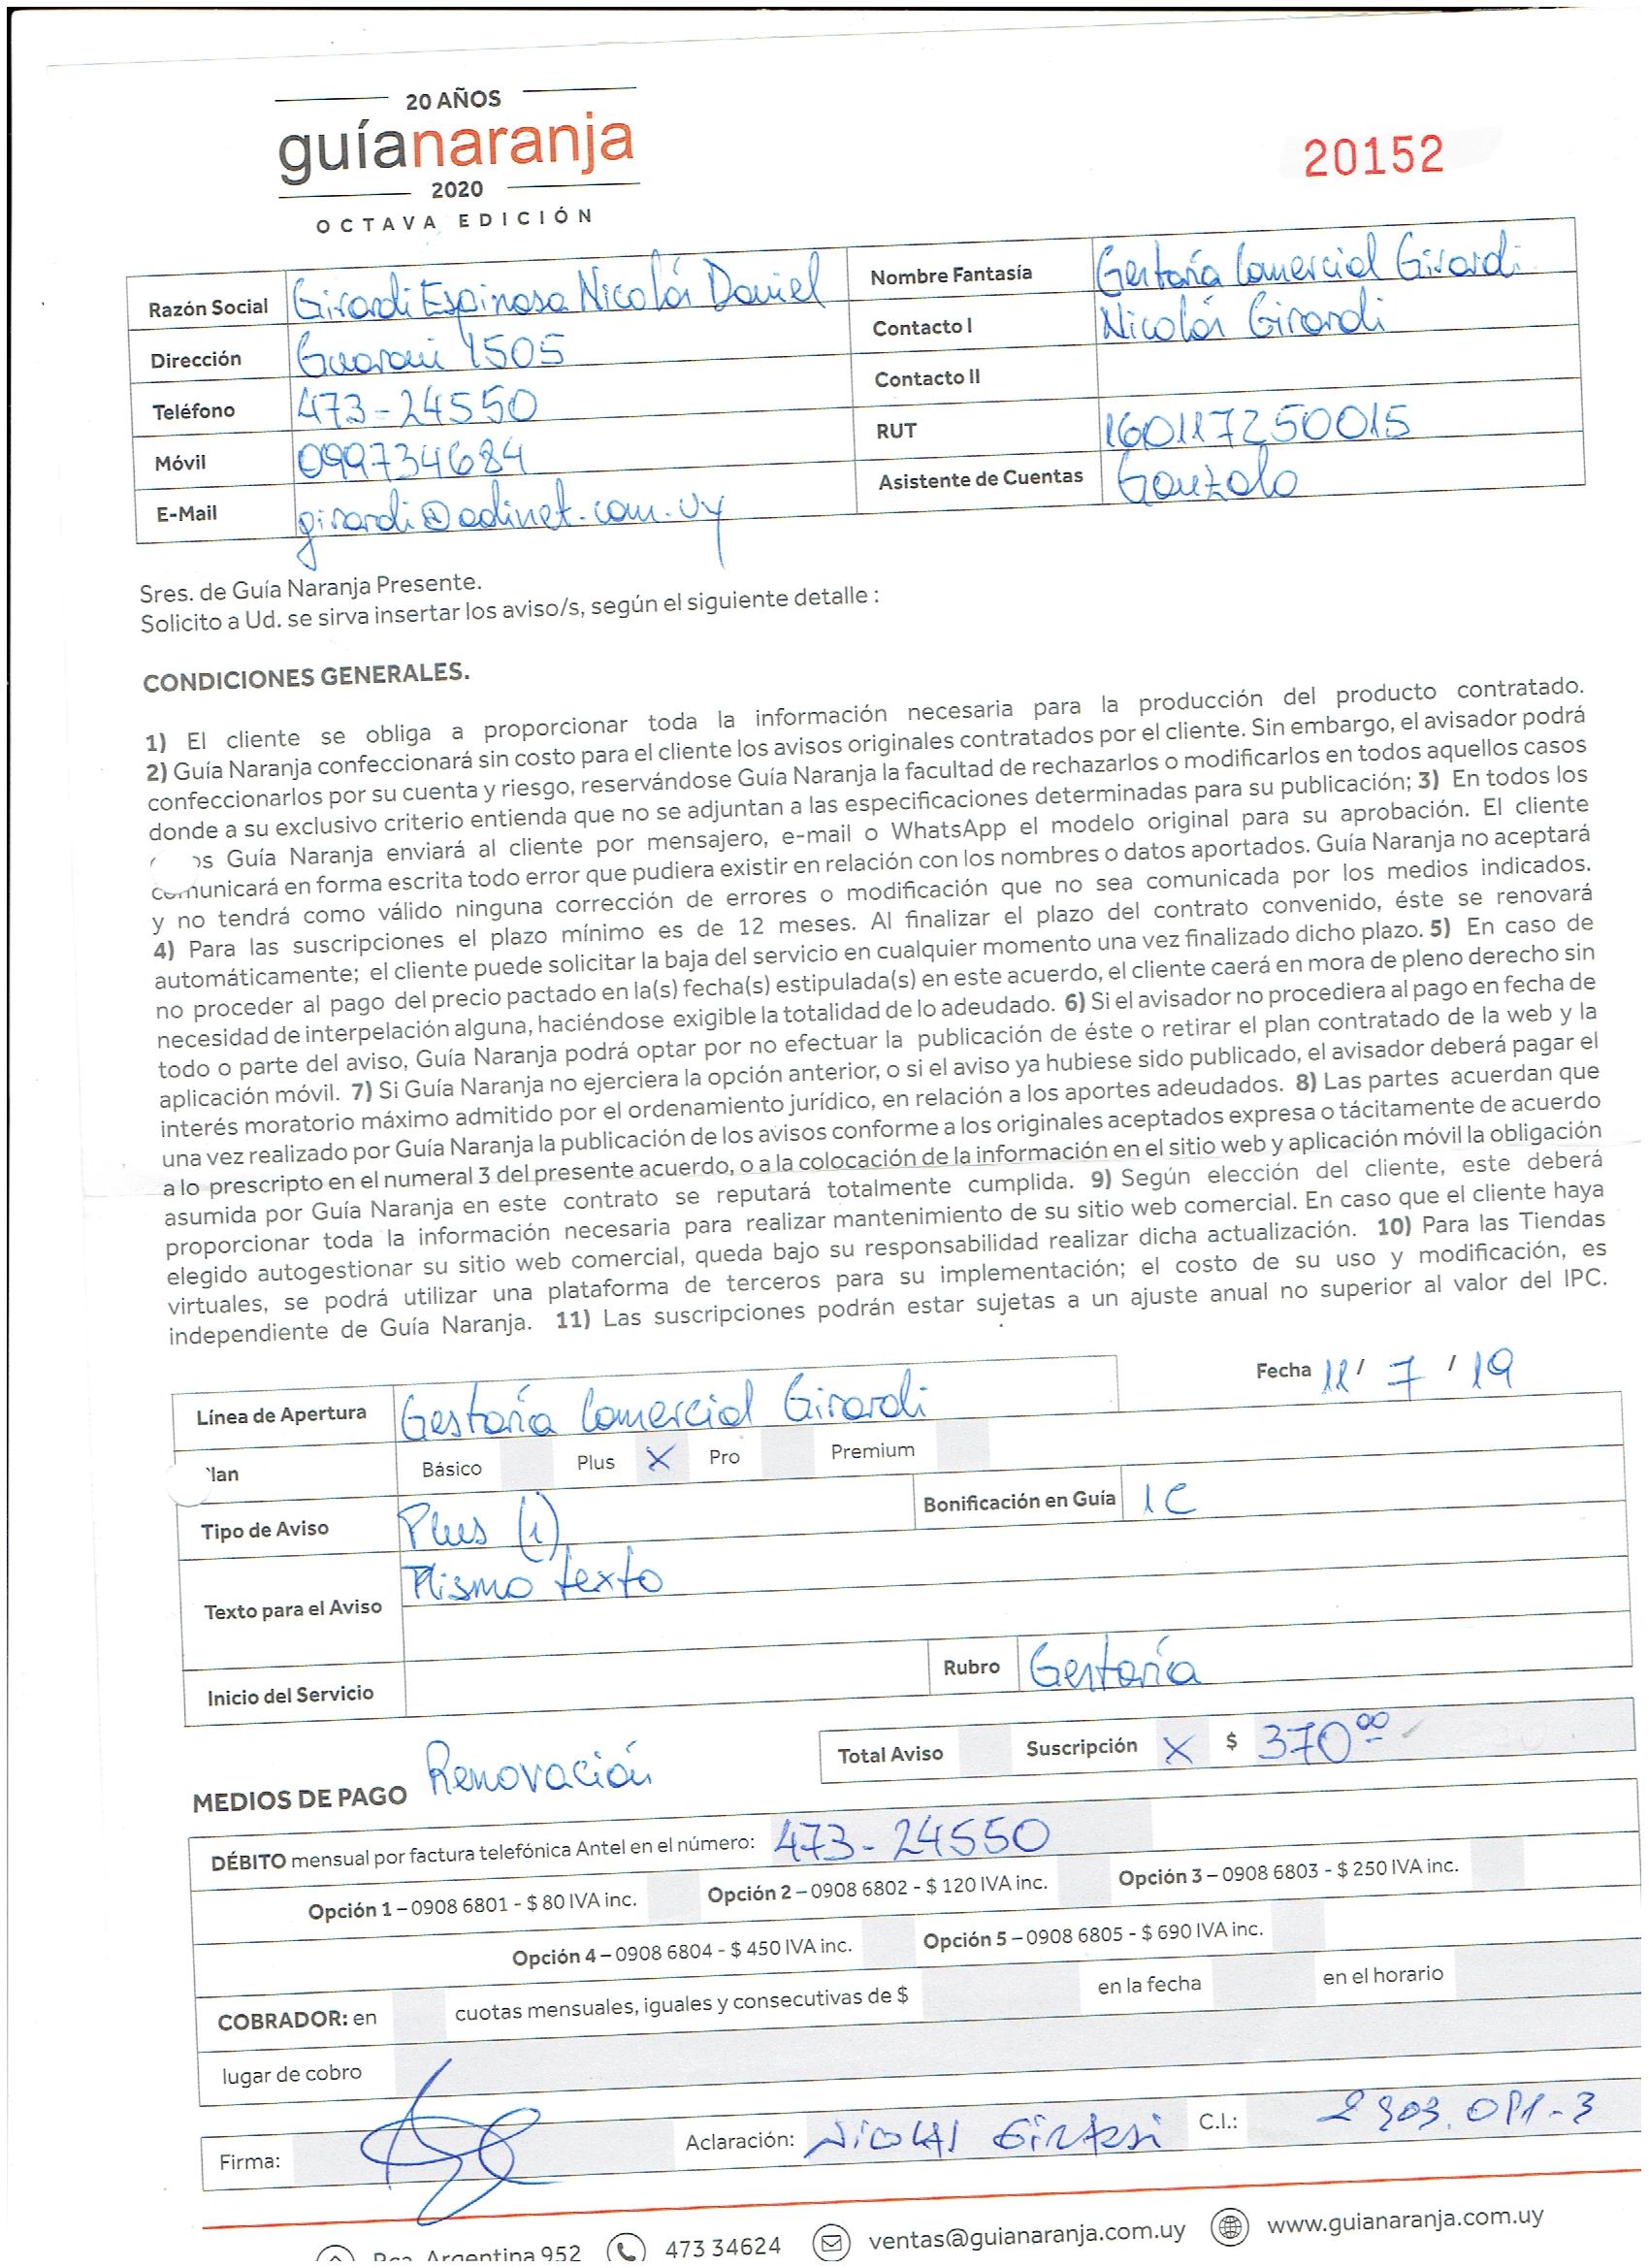 20 AÑOS
guíanaranja
2020
OCTAVA EDICIÓN
20152
Razón Social Girardi Espinosa Nicolás Daniel
Nombre Fantasía Gestoría Comercial Girardi
Dirección Guaraní 1505
Contacto I Nicolás Girardi
Teléfono 473-24550
Contacto II
Móvil 099734684
RUT 160117250015
E-Mail girardi@adinet.com.uy
Asistente de Cuentas Gonzalo
Sres. de Guía Naranja Presente.
Solicito a Ud. se sirva insertar los aviso/s, según el siguiente detalle :
CONDICIONES GENERALES.
1) El cliente se obliga a proporcionar toda la información necesaria para la producción del producto contratado.
2) Guía Naranja confeccionará sin costo para el cliente los avisos originales contratados por el cliente. Sin embargo, el avisador podrá
confeccionarlos por su cuenta y riesgo, reservándose Guía Naranja la facultad de rechazarlos o modificarlos en todos aquellos casos
donde a su exclusivo criterio entienda que no se adjuntan a las especificaciones determinadas para su publicación; 3) En todos los
Guía Naranja enviará al cliente por mensajero, e-mail o WhatsApp el modelo original para su aprobación. El cliente
comunicará en forma escrita todo error que pudiera existir en relación con los nombres o datos aportados. Guía Naranja no aceptará
y no tendrá como válido ninguna corrección de errores o modificación que no sea comunicada por los medios indicados.
4) Para las suscripciones el plazo mínimo es de 12 meses. Al finalizar el plazo del contrato convenido, éste se renovará
automáticamente; el cliente puede solicitar la baja del servicio en cualquier momento una vez finalizado dicho plazo. 5) En caso de
no proceder al pago del precio pactado en la(s) fecha(s) estipulada(s) en este acuerdo, el cliente caerá en mora de pleno derecho sin
necesidad de interpelación alguna, haciéndose exigible la totalidad de lo adeudado. 6) Si el avisador no procediera al pago en fecha de
todo o parte del aviso, Guía Naranja podrá optar por no efectuar la publicación de éste o retirar el plan contratado de la web y la
aplicación móvil. 7) Si Guía Naranja no ejerciera la opción anterior, o si el aviso ya hubiese sido publicado, el avisador deberá pagar el
interés moratorio máximo admitido por el ordenamiento jurídico, en relación a los aportes adeudados. 8) Las partes acuerdan que
una vez realizado por Guía Naranja la publicación de los avisos conforme a los originales aceptados expresa o tácitamente de acuerdo
a lo prescripto en el numeral 3 del presente acuerdo, o a la colocación de la información en el sitio web y aplicación móvil la obligación
asumida por Guía Naranja en este contrato se reputará totalmente cumplida. 9) Según elección del cliente, este deberá
proporcionar toda la información necesaria para realizar mantenimiento de su sitio web comercial. En caso que el cliente haya
elegido autogestionar su sitio web comercial, queda bajo su responsabilidad realizar dicha actualización. 10) Para las Tiendas
virtuales, se podrá utilizar una plataforma de terceros para su implementación; el costo de su uso y modificación, es
independiente de Guía Naranja. 11) Las suscripciones podrán estar sujetas a un ajuste anual no superior al valor del IPC.
Fecha 11/ 7 /19
Línea de Apertura Gestoría Comercial Girardi
Plan Básico Plus X Pro Premium
Tipo de Aviso Plus (1) Bonificación en Guía 1C
Texto para el Aviso Mismo texto
Inicio del Servicio Rubro Gestoría
Total Aviso Suscripción X $ 370⁰⁰
MEDIOS DE PAGO Renovación
DÉBITO mensual por factura telefónica Antel en el número: 473-24550
Opción 1 – 0908 6801 - $ 80 IVA inc. Opción 2 – 0908 6802 - $ 120 IVA inc. Opción 3 – 0908 6803 - $ 250 IVA inc.
Opción 4 – 0908 6804 - $ 450 IVA inc. Opción 5 – 0908 6805 - $ 690 IVA inc.
COBRADOR: en cuotas mensuales, iguales y consecutivas de $ en la fecha en el horario
lugar de cobro
Firma: Aclaración: Nicolas Girardi C.I.:
Argentina 952 473 34624 ventas@guianaranja.com.uy www.guianaranja.com.uy